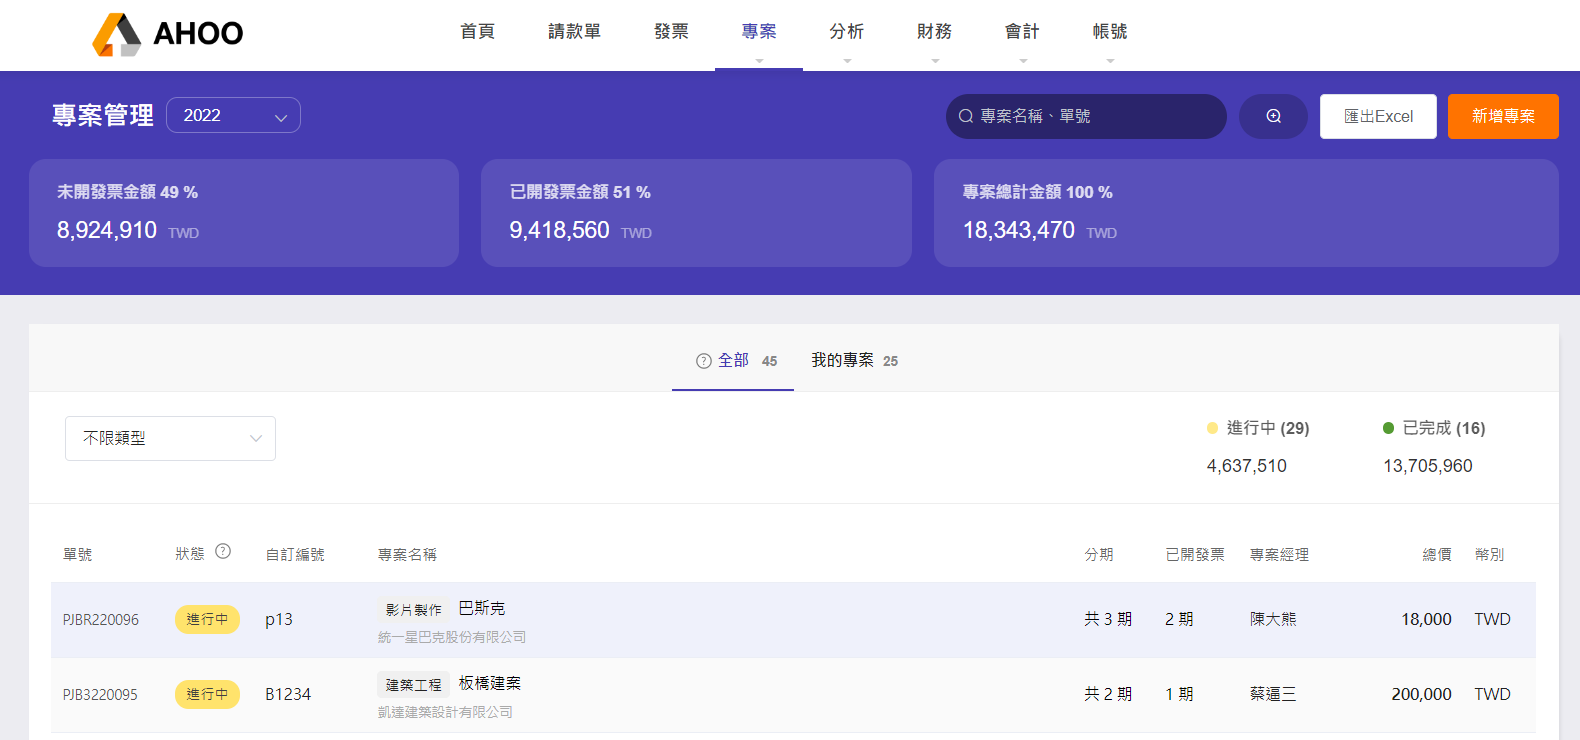 AHOO
首頁 請款單 發票 專案 分析 財務 會計 帳號
專案管理 2022 專案名稱、單號 匯出Excel 新增專案
未開發票金額 49 % 已開發票金額 51 % 專案總計金額 100 %
8,924,910 TWD 9,418,560 TWD 18,343,470 TWD
全部 45 我的專案 25
不限類型 進行中 (29) 已完成 (16)
4,637,510 13,705,960
單號 狀態 自訂編號 專案名稱 分期 已開發票 專案經理 總價 幣別
PJBR220096 進行中 p13 影片製作 巴斯克 共 3 期 2 期 陳大熊 18,000 TWD
統一星巴克股份有限公司
PJB3220095 進行中 B1234 建築工程 板橋建案 共 2 期 1 期 蔡逼三 200,000 TWD
凱達建築設計有限公司